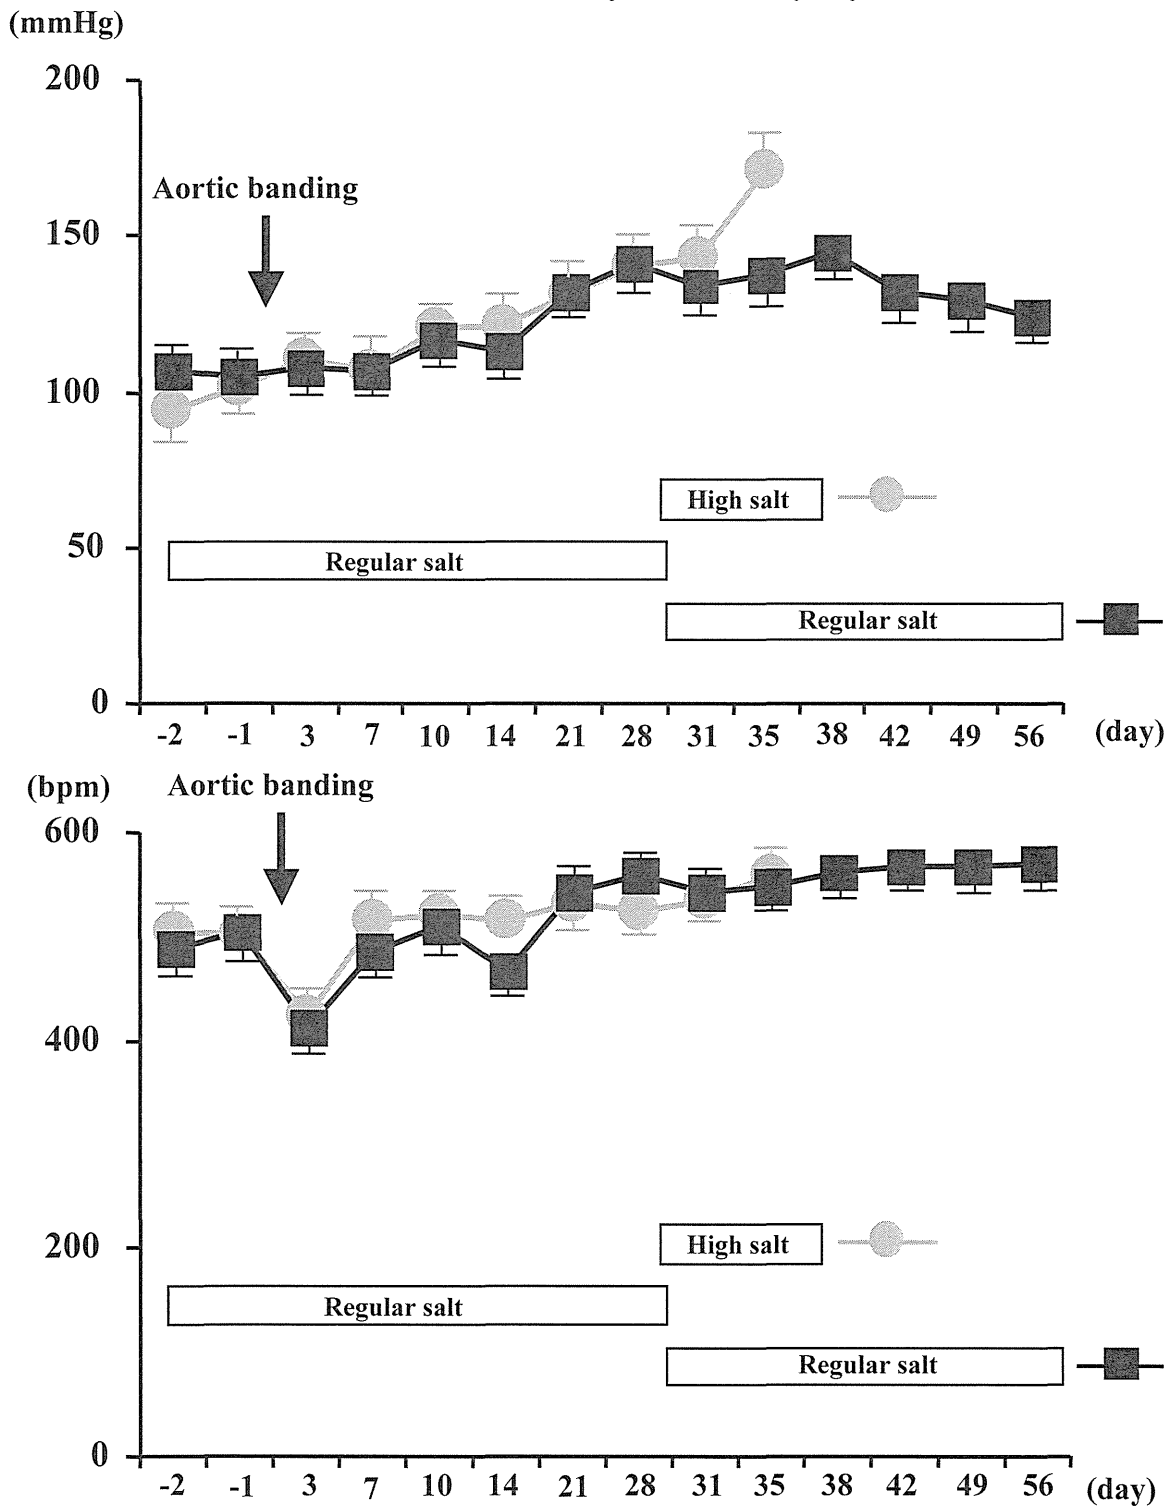 (mmHg)
200
Aortic banding
150
100
High salt
50
Regular salt
Regular salt
0
-2 -1 3 7 10 14 21 28 31 35 38 42 49 56 (day)
(bpm)
Aortic banding
600
400
200
High salt
Regular salt
Regular salt
0
-2 -1 3 7 10 14 21 28 31 35 38 42 49 56 (day)